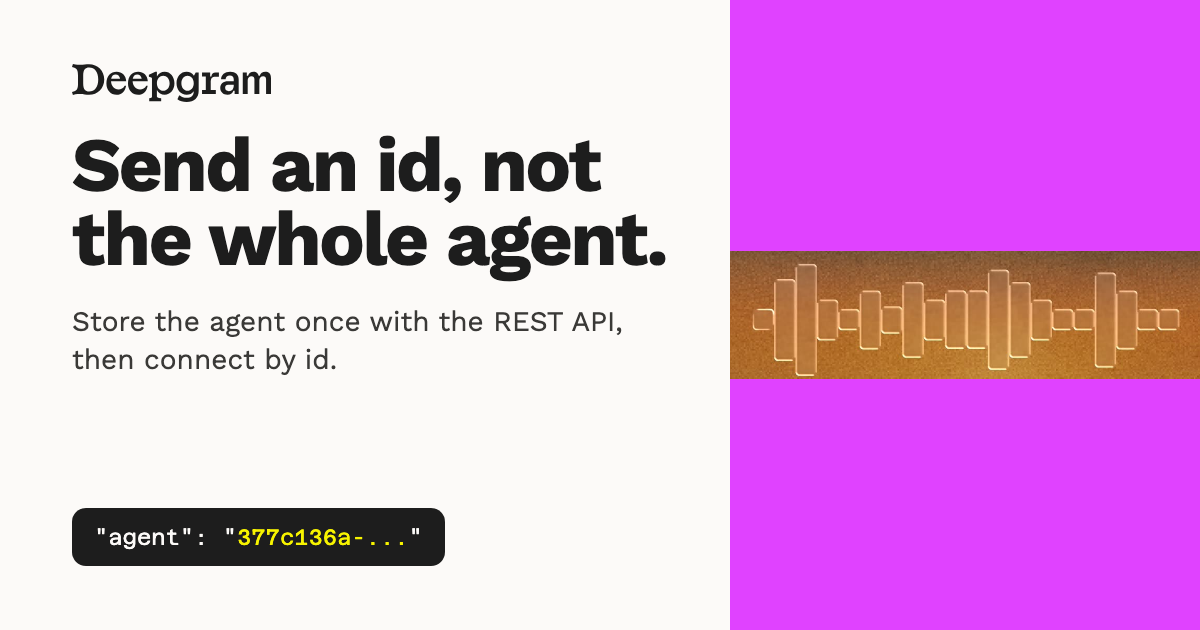 Deepgram
Send an id, not
the whole agent.
Store the agent once with the REST API,
then connect by id.
"agent": "377c136a-..."